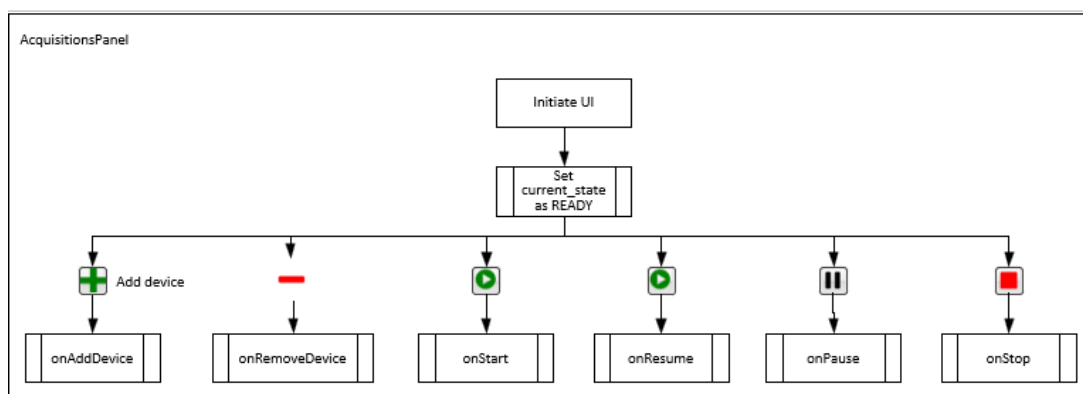 AcquisitionsPanel
Initiate UI
Set
current_state
as READY
Add device
onAddDevice
onRemoveDevice
onStart
onResume
onPause
onStop